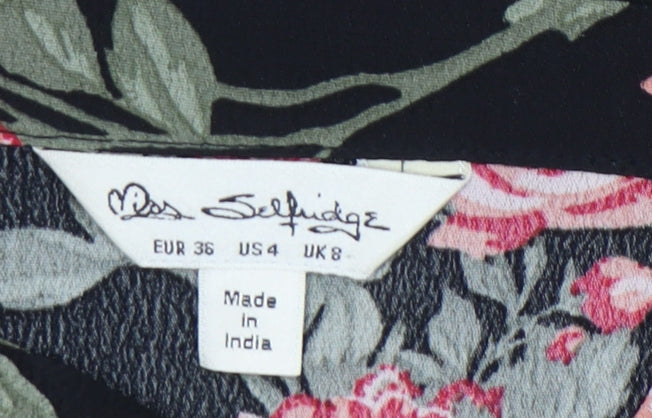 Miss Selfridge
EUR 36 US 4 UK 8
Made
in
India